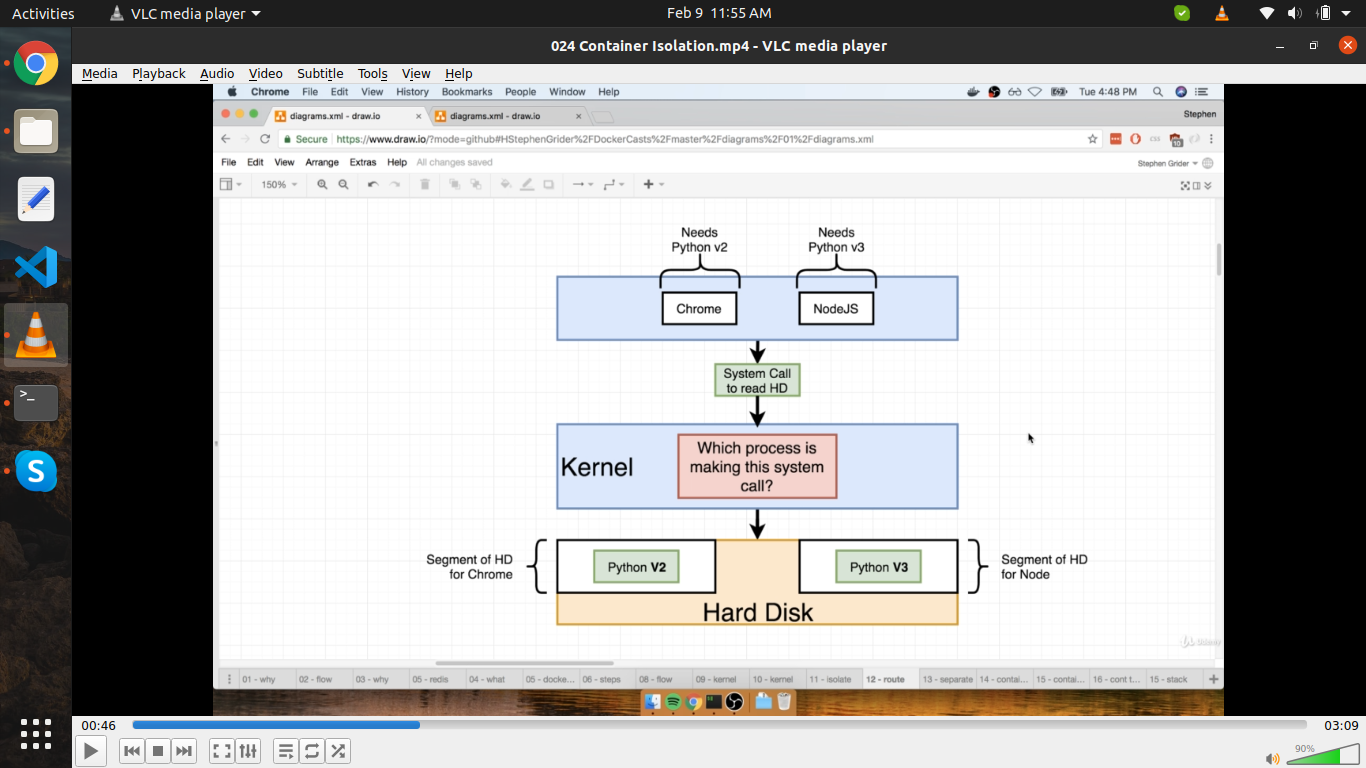 Activities
VLC media player
Feb 9 11:55 AM
024 Container Isolation.mp4 - VLC media player
Media Playback Audio Video Subtitle Tools View Help
Chrome File Edit View History Bookmarks People Window Help
Tue 4:48 PM
diagrams.xml - draw.io
diagrams.xml - draw.io
Stephen
Secure https://www.draw.io/?mode=github#HStephenGrider%2FDockerCasts%2Fmaster%2Fdiagrams%2F01%2Fdiagrams.xml
File Edit View Arrange Extras Help All changes saved
Stephen Grider
150%
Needs
Python v2
Needs
Python v3
Chrome
NodeJS
System Call
to read HD
Kernel
Which process is
making this system
call?
Segment of HD
for Chrome
Python V2
Python V3
Segment of HD
for Node
Hard Disk
Udemy
01 - why 02 - flow 03 - why 05 - redis 04 - what 05 - docke... 06 - steps 08 - flow 09 - kernel 10 - kernel 11 - isolate 12 - route 13 - separate 14 - contai... 15 - contai... 16 - cont t... 15 - stack
00:46
03:09
90%